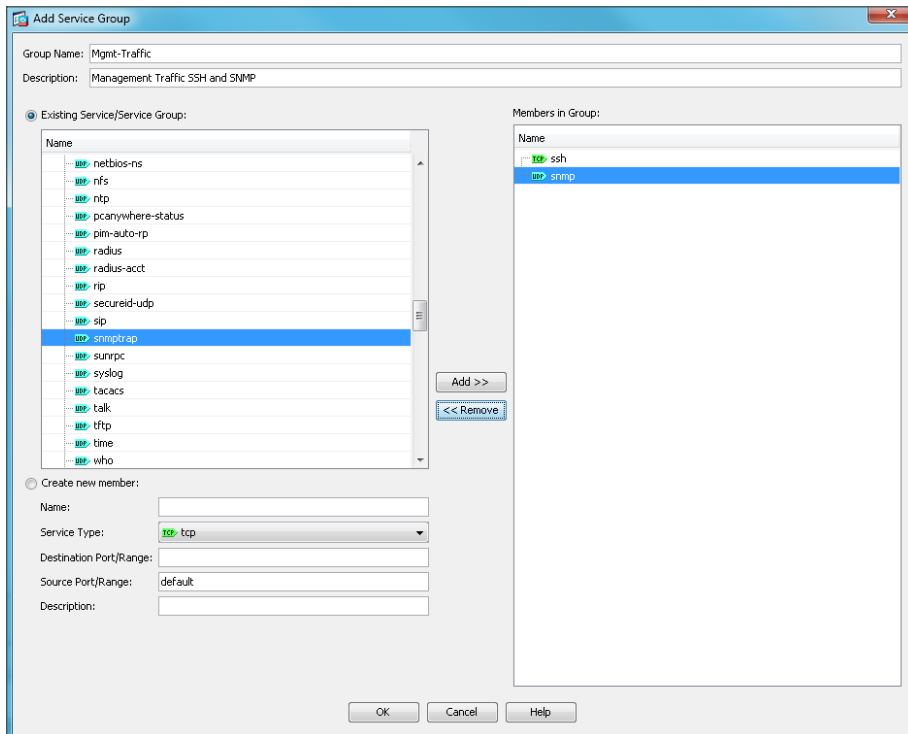 Add Service Group
Group Name: Mgmt-Traffic
Description: Management Traffic SSH and SNMP
Existing Service/Service Group:
Name
UDP netbios-ns
UDP nfs
UDP ntp
UDP pcanywhere-status
UDP pim-auto-rp
UDP radius
UDP radius-acct
UDP rip
UDP secureid-udp
UDP sip
UDP snmptrap
UDP sunrpc
UDP syslog
UDP tacacs
UDP talk
UDP tftp
UDP time
UDP who
Add >>
<< Remove
Members in Group:
Name
TCP ssh
UDP snmp
Create new member:
Name:
Service Type: TCP tcp
Destination Port/Range:
Source Port/Range: default
Description:
OK Cancel Help